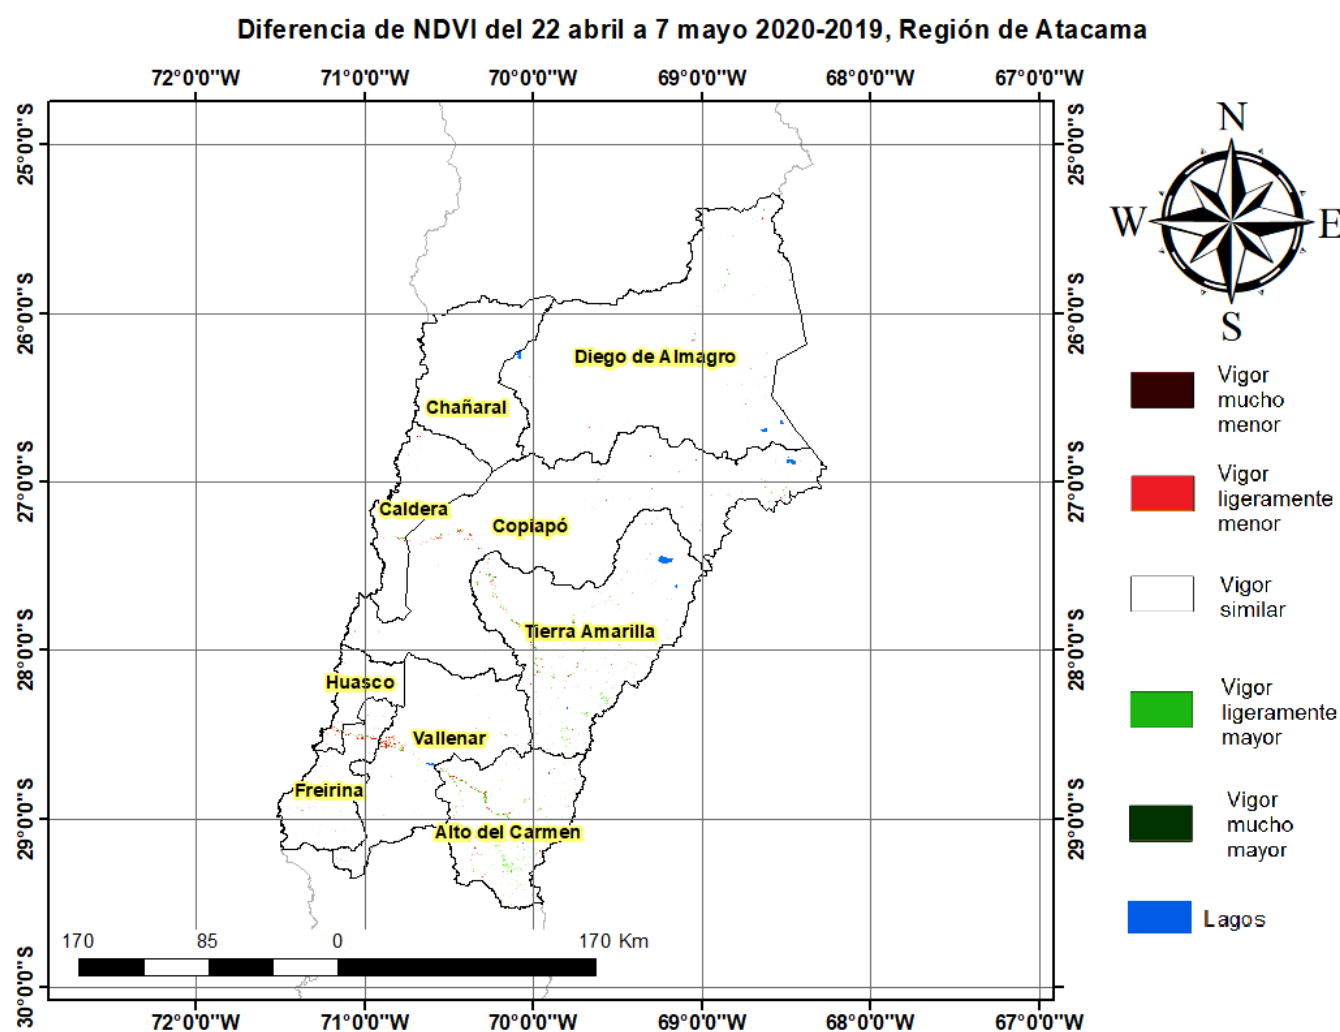 Diferencia de NDVI del 22 abril a 7 mayo 2020-2019, Región de Atacama
72°0'0"W 71°0'0"W 70°0'0"W 69°0'0"W 68°0'0"W 67°0'0"W
25°0'0"S
25°0'0"S
N
W
E
S
26°0'0"S
26°0'0"S
Diego de Almagro
Chañaral
27°0'0"S
27°0'0"S
Caldera
Copiapó
Tierra Amarilla
28°0'0"S
28°0'0"S
Huasco
Vallenar
Freirina
29°0'0"S
29°0'0"S
Alto del Carmen
170 85 0 170 Km
30°0'0"S
30°0'0"S
72°0'0"W 71°0'0"W 70°0'0"W 69°0'0"W 68°0'0"W 67°0'0"W
Vigor
mucho
menor
Vigor
ligeramente
menor
Vigor
similar
Vigor
ligeramente
mayor
Vigor
mucho
mayor
Lagos